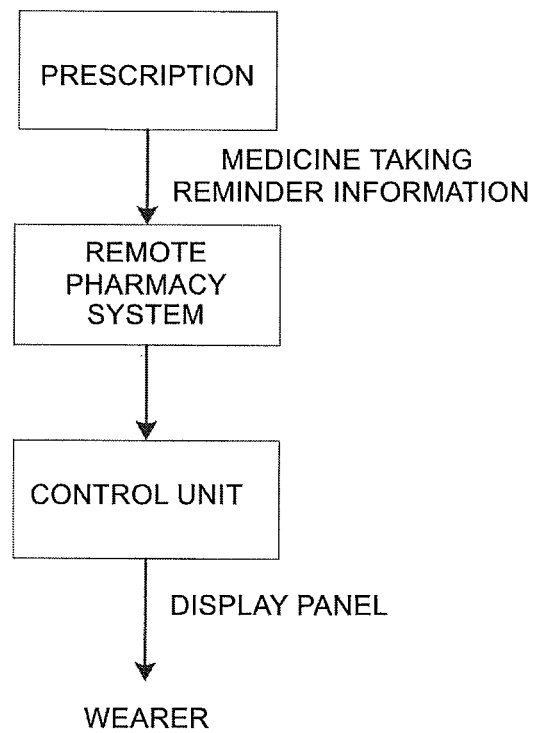 PRESCRIPTION
MEDICINE TAKING
REMINDER INFORMATION
REMOTE
PHARMACY
SYSTEM
CONTROL UNIT
DISPLAY PANEL
WEARER